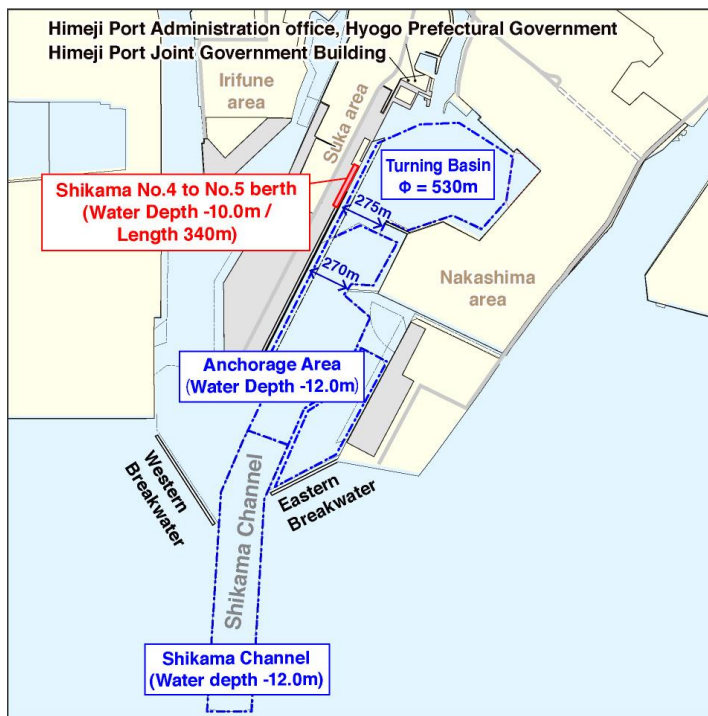 Himeji Port Administration office, Hyogo Prefectural Government
Himeji Port Joint Government Building
Irifune
area
Suka area
Turning Basin
Φ = 530m
Shikama No.4 to No.5 berth
(Water Depth -10.0m /
Length 340m)
275m
270m
Nakashima
area
Anchorage Area
(Water Depth -12.0m)
Western
Breakwater
Eastern
Breakwater
Shikama Channel
Shikama Channel
(Water depth -12.0m)